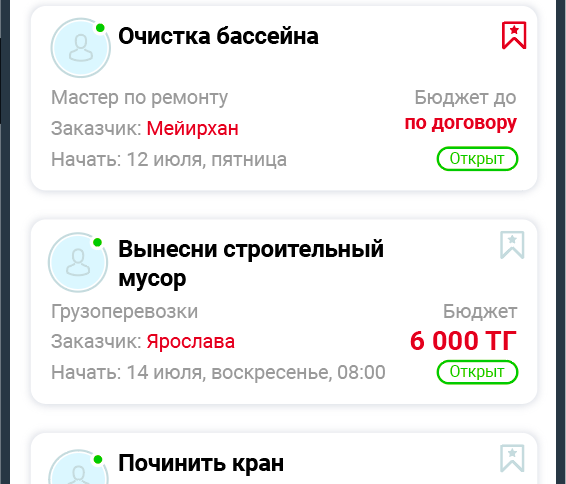 Очистка бассейна
Мастер по ремонту
Бюджет до
Заказчик: Мейирхан
по договору
Начать: 12 июля, пятница
Открыт
Вынесни строительный
мусор
Грузоперевозки
Бюджет
Заказчик: Ярослава
6 000 ТГ
Начать: 14 июля, воскресенье, 08:00
Открыт
Починить кран